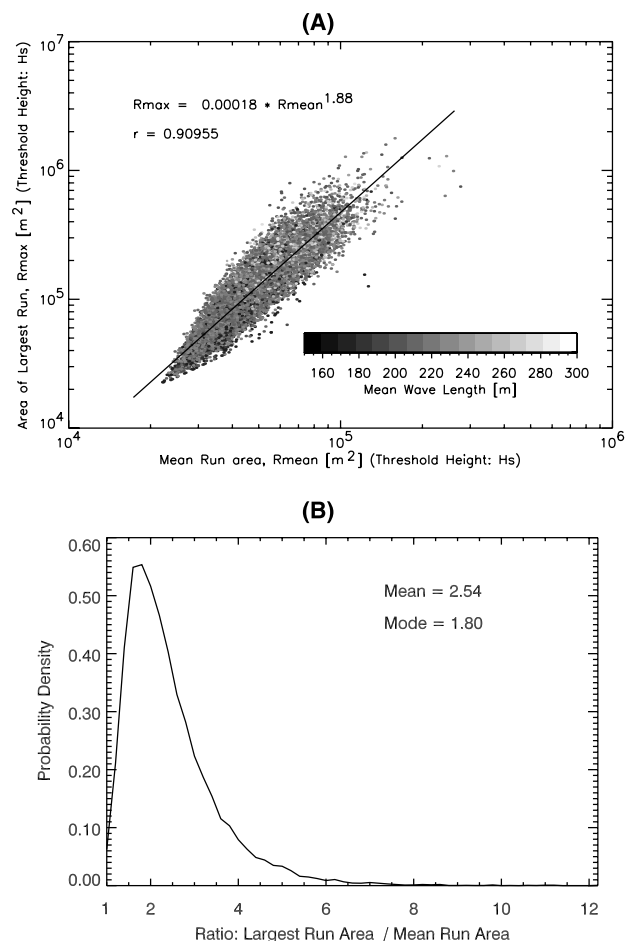 (A)
10^7
10^6
10^5
10^4
Area of Largest Run, Rmax [m^2] (Threshold Height: Hs)
Rmax = 0.00018 * Rmean^1.88
r = 0.90955
160 180 200 220 240 260 280 300
Mean Wave Length [m]
10^4 10^5 10^6
Mean Run area, Rmean [m^2] (Threshold Height: Hs)
(B)
0.60
0.50
0.40
0.30
0.20
0.10
0.00
Probability Density
Mean = 2.54
Mode = 1.80
1 2 4 6 8 10 12
Ratio: Largest Run Area / Mean Run Area